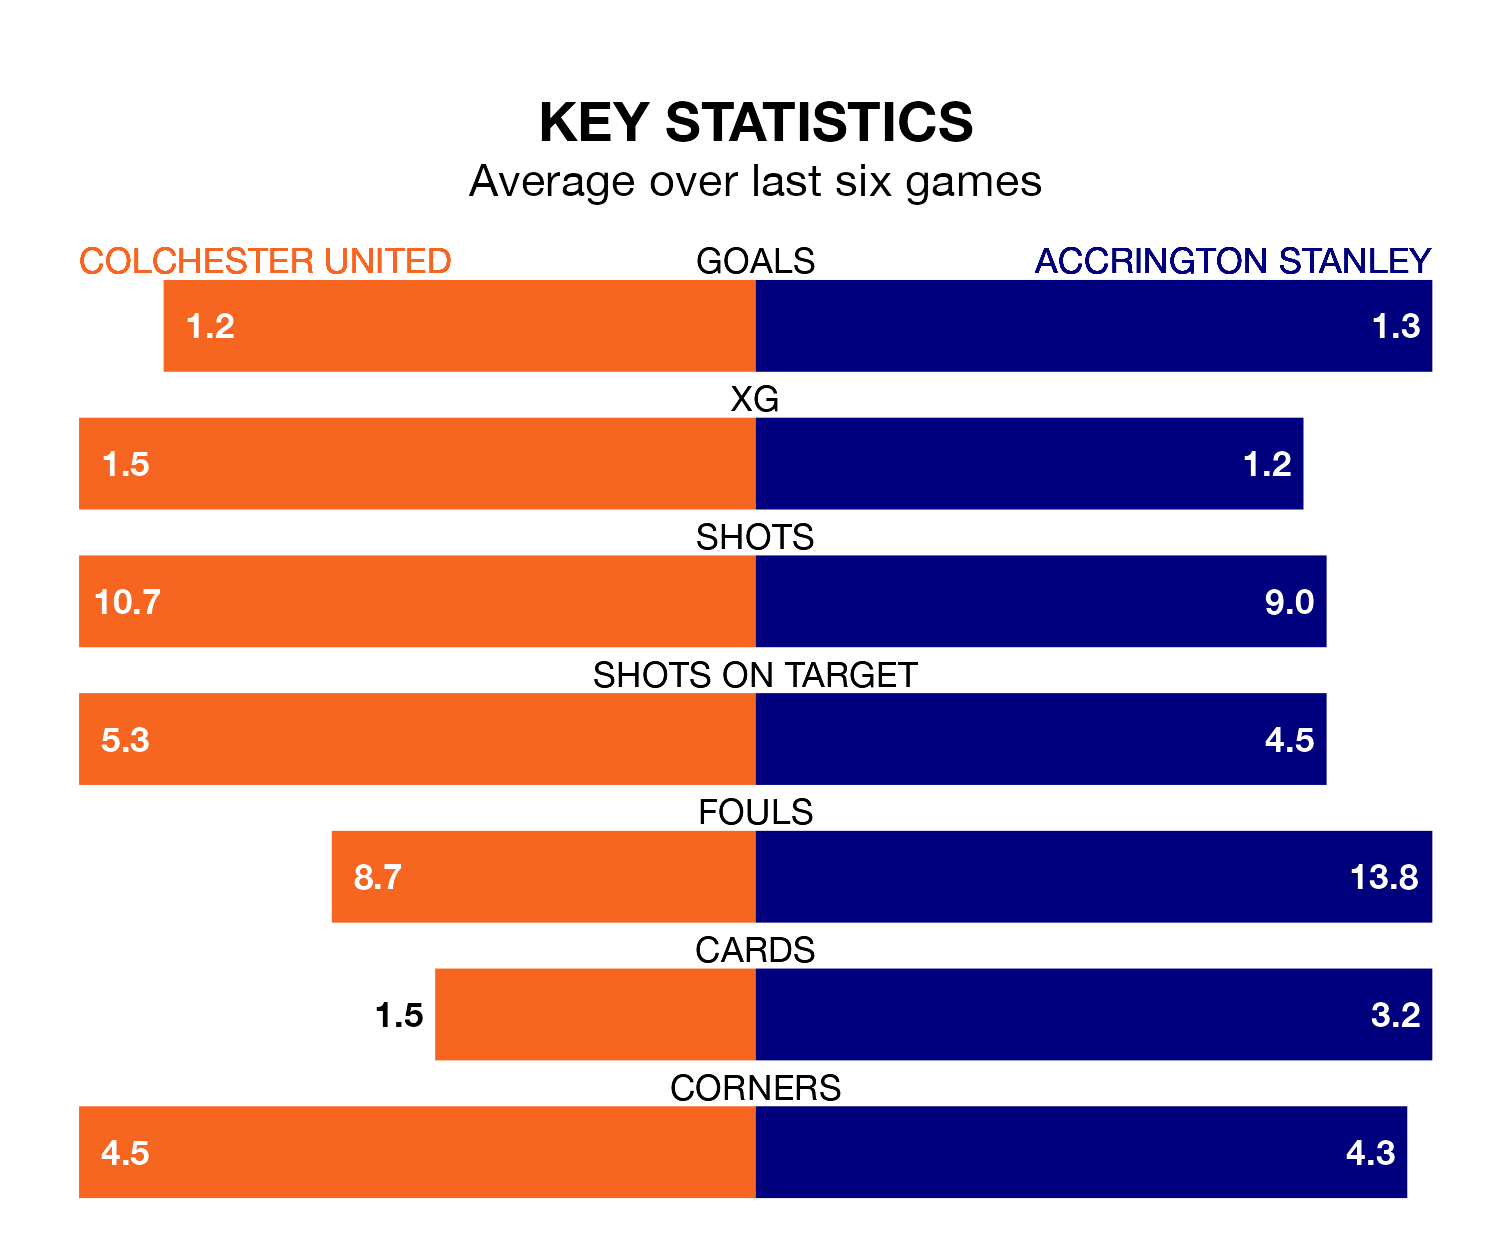 KEY STATISTICS
Average over last six games
COLCHESTER UNITED GOALS ACCRINGTON STANLEY
1.2 1.3
XG
1.5 1.2
SHOTS
10.7 9.0
SHOTS ON TARGET
5.3 4.5
FOULS
8.7 13.8
CARDS
1.5 3.2
CORNERS
4.5 4.3